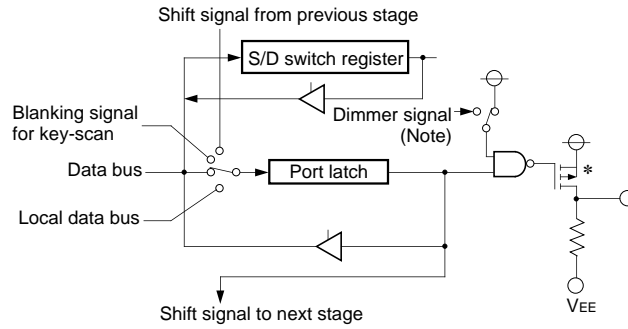 Shift signal from previous stage
S/D switch register
Dimmer signal
(Note)
Blanking signal
for key-scan
Data bus
Port latch
*
Local data bus
VEE
Shift signal to next stage